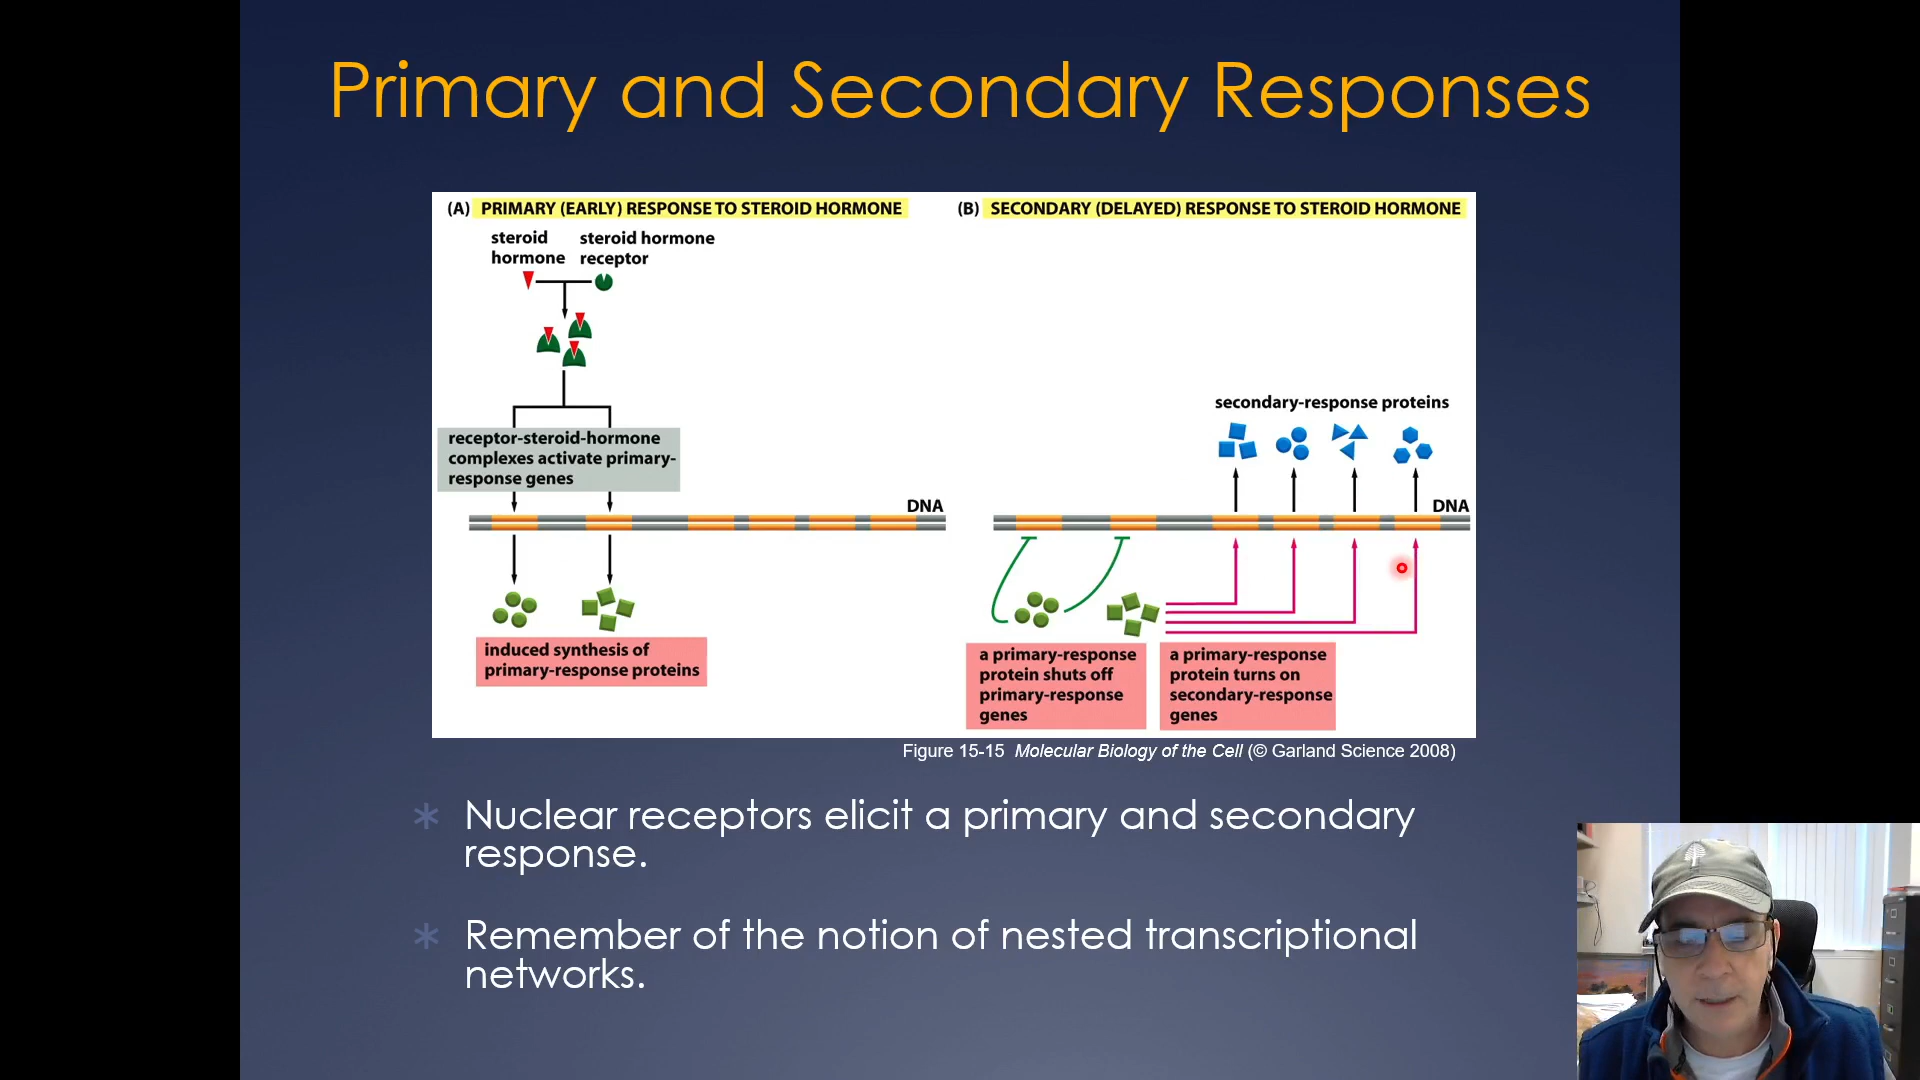 Primary and Secondary Responses
(A) PRIMARY (EARLY) RESPONSE TO STEROID HORMONE
steroid
hormone
steroid hormone
receptor
receptor-steroid-hormone
complexes activate primary-
response genes
DNA
induced synthesis of
primary-response proteins
(B) SECONDARY (DELAYED) RESPONSE TO STEROID HORMONE
secondary-response proteins
DNA
a primary-response
protein shuts off
primary-response
genes
a primary-response
protein turns on
secondary-response
genes
Figure 15-15 Molecular Biology of the Cell (© Garland Science 2008)
Nuclear receptors elicit a primary and secondary
response.
Remember of the notion of nested transcriptional
networks.